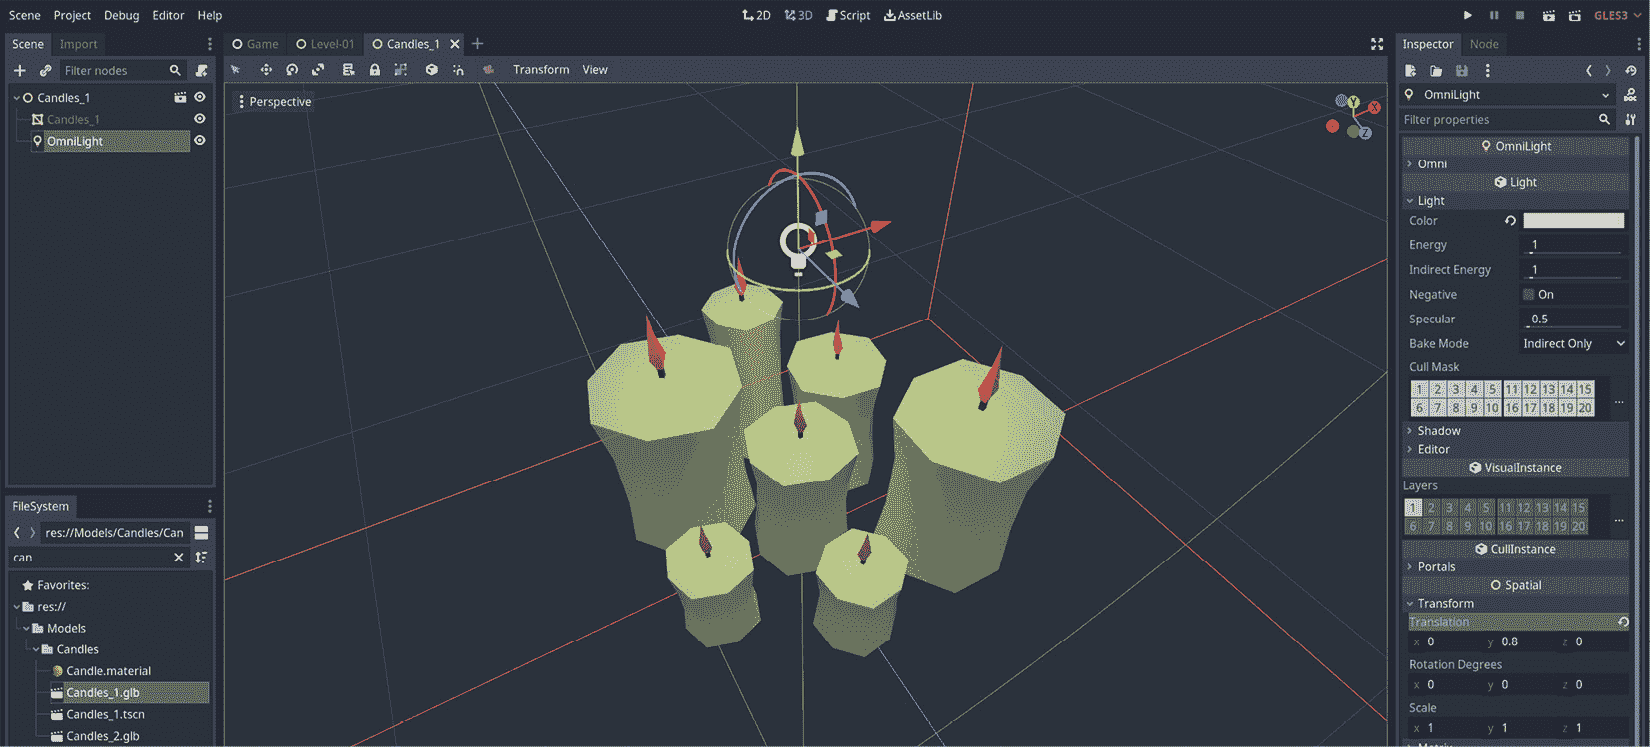 Scene Project Debug Editor Help
2D 3D Script AssetLib
GLES3
Scene Import
Filter nodes
Candles_1
Candles_1
OmniLight
FileSystem
res://Models/Candles/Can
can
Favorites:
res://
Models
Candles
Candle.material
Candles_1.glb
Candles_1.tscn
Candles_2.glb
Game Level-01 Candles_1
Transform View
Perspective
Y
X
Z
Inspector Node
OmniLight
Filter properties
OmniLight
Omni
Light
Light
Color
Energy 1
Indirect Energy 1
Negative On
Specular 0.5
Bake Mode Indirect Only
Cull Mask
1 2 3 4 5 11 12 13 14 15
6 7 8 9 10 16 17 18 19 20
...
Shadow
Editor
VisualInstance
Layers
1 2 3 4 5 11 12 13 14 15
6 7 8 9 10 16 17 18 19 20
...
CullInstance
Portals
Spatial
Transform
Translation
x 0 y 0.8 z 0
Rotation Degrees
x 0 y 0 z 0
Scale
x 1 y 1 z 1